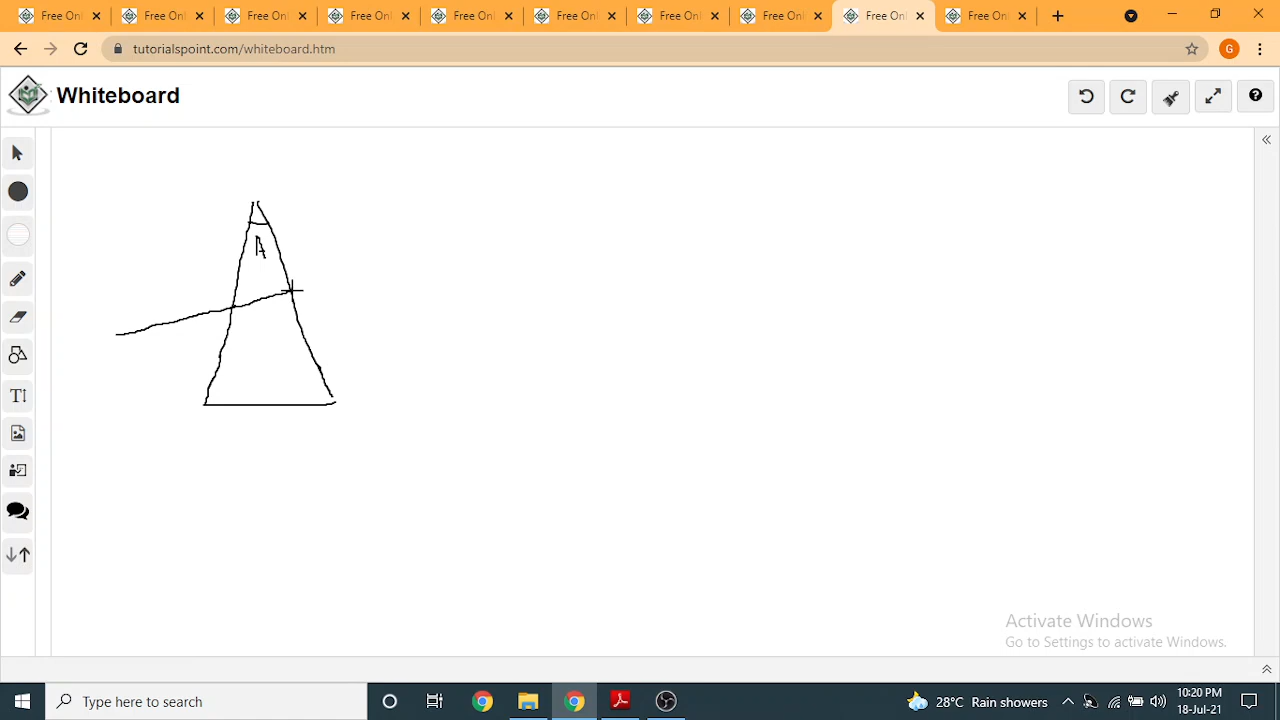 Free Onl Free Onl Free Onl Free Onl Free Onl Free Onl Free Onl Free Onl Free Onl Free Onl
tutorialspoint.com/whiteboard.htm
G
Whiteboard
A
T
Activate Windows
Go to Settings to activate Windows.
Type here to search
28°C Rain showers
10:20 PM
18-Jul-21